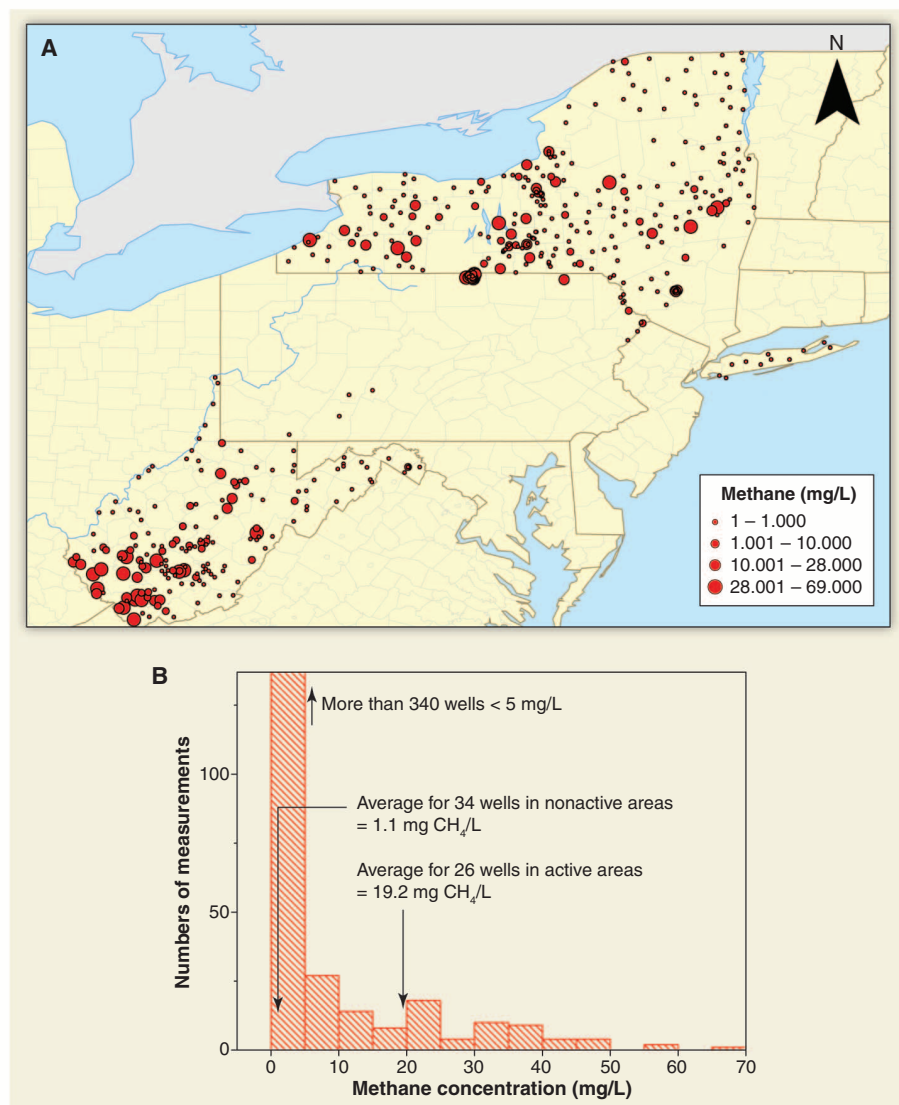 A
N
Methane (mg/L)
1 – 1.000
1.001 – 10.000
10.001 – 28.000
28.001 – 69.000
B
More than 340 wells < 5 mg/L
Average for 34 wells in nonactive areas
= 1.1 mg CH₄/L
Average for 26 wells in active areas
= 19.2 mg CH₄/L
Numbers of measurements
100
50
0
0 10 20 30 40 50 60 70
Methane concentration (mg/L)